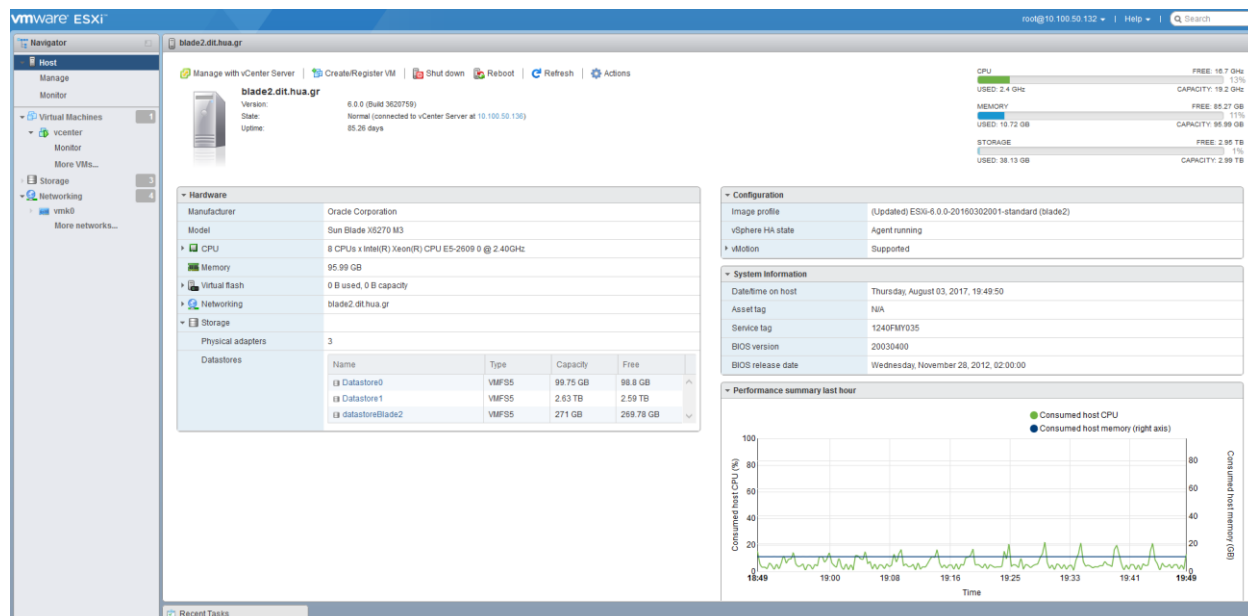 vmware ESXi™
root@10.100.50.132 | Help | Search
Navigator
Host
Manage
Monitor
Virtual Machines 1
vcenter
Monitor
More VMs...
Storage 3
Networking 4
vmk0
More networks...
blade2.dit.hua.gr
Manage with vCenter Server | Create/Register VM | Shut down Reboot | Refresh | Actions
blade2.dit.hua.gr
Version: 6.0.0 (Build 3620759)
State: Normal (connected to vCenter Server at 10.100.50.136)
Uptime: 85.26 days
CPU FREE: 16.7 GHz
13%
USED: 2.4 GHz CAPACITY: 19.2 GHz
MEMORY FREE: 85.27 GB
11%
USED: 10.72 GB CAPACITY: 95.99 GB
STORAGE FREE: 2.95 TB
1%
USED: 38.13 GB CAPACITY: 2.99 TB
Hardware
Manufacturer Oracle Corporation
Model Sun Blade X6270 M3
CPU 8 CPUs x Intel(R) Xeon(R) CPU E5-2609 0 @ 2.40GHz
Memory 95.99 GB
Virtual flash 0 B used, 0 B capacity
Networking blade2.dit.hua.gr
Storage
Physical adapters 3
Datastores
Name Type Capacity Free
Datastore0 VMFS5 99.75 GB 98.8 GB
Datastore1 VMFS5 2.63 TB 2.59 TB
datastoreBlade2 VMFS5 271 GB 269.78 GB
Configuration
Image profile (Updated) ESXi-6.0.0-20160302001-standard (blade2)
vSphere HA state Agent running
vMotion Supported
System Information
Date/time on host Thursday, August 03, 2017, 19:49:50
Asset tag N/A
Service tag 1240FMY035
BIOS version 20030400
BIOS release date Wednesday, November 28, 2012, 02:00:00
Performance summary last hour
Consumed host CPU
Consumed host memory (right axis)
Consumed host CPU (%)
100
80
60
40
20
0
80
60
40
20
0
Consumed host memory (GB)
18:49 19:00 19:08 19:16 19:25 19:33 19:41 19:49
Time
Recent Tasks